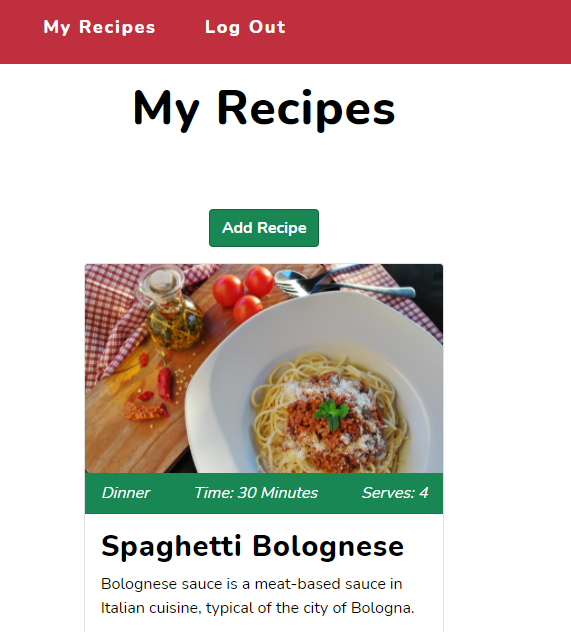 My Recipes Log Out
My Recipes
Add Recipe
Dinner Time: 30 Minutes Serves: 4
Spaghetti Bolognese
Bolognese sauce is a meat-based sauce in
Italian cuisine, typical of the city of Bologna.